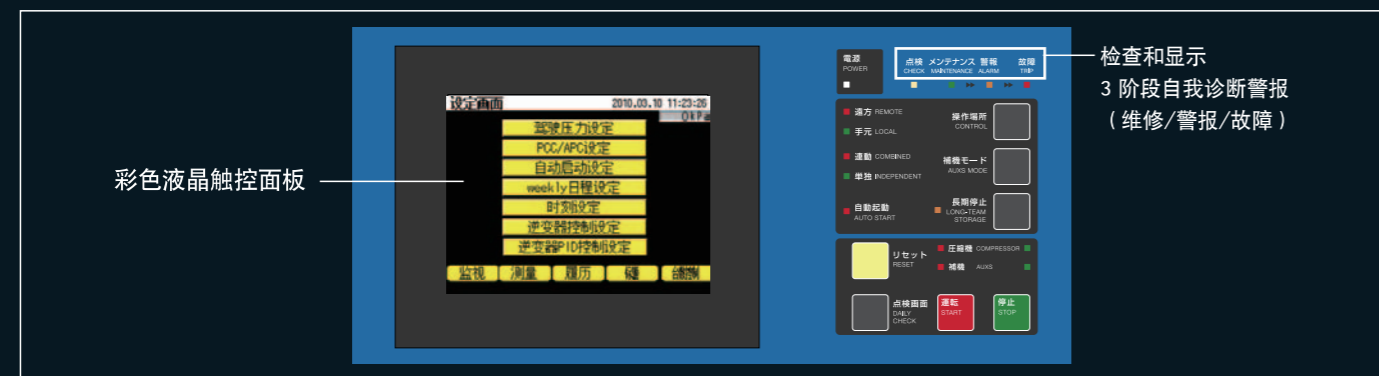 彩色液晶触控面板
设定画面 2010.03.10 11:23:26
0kPa
驾驶压力设定
PCC/APC设定
自动启动设定
weekly日程设定
时刻设定
逆变器控制设定
逆变器PID控制设定
监视 测量 履历
電源
POWER
点検 メンテナンス 警報 故障
CHECK MAINTENANCE ALARM TRIP
遠方 REMOTE
手元 LOCAL
操作場所
CONTROL
連動 COMBINED
単独 INDEPENDENT
補機モード
AUXS MODE
自動起動
AUTO START
長期停止
LONG-TEAM
STORAGE
リセット
RESET
圧縮機 COMPRESSOR
補機 AUXS
点検画面
DAILY
CHECK
運転
START
停止
STOP
检查和显示
3 阶段自我诊断警报
（维修/警报/故障）